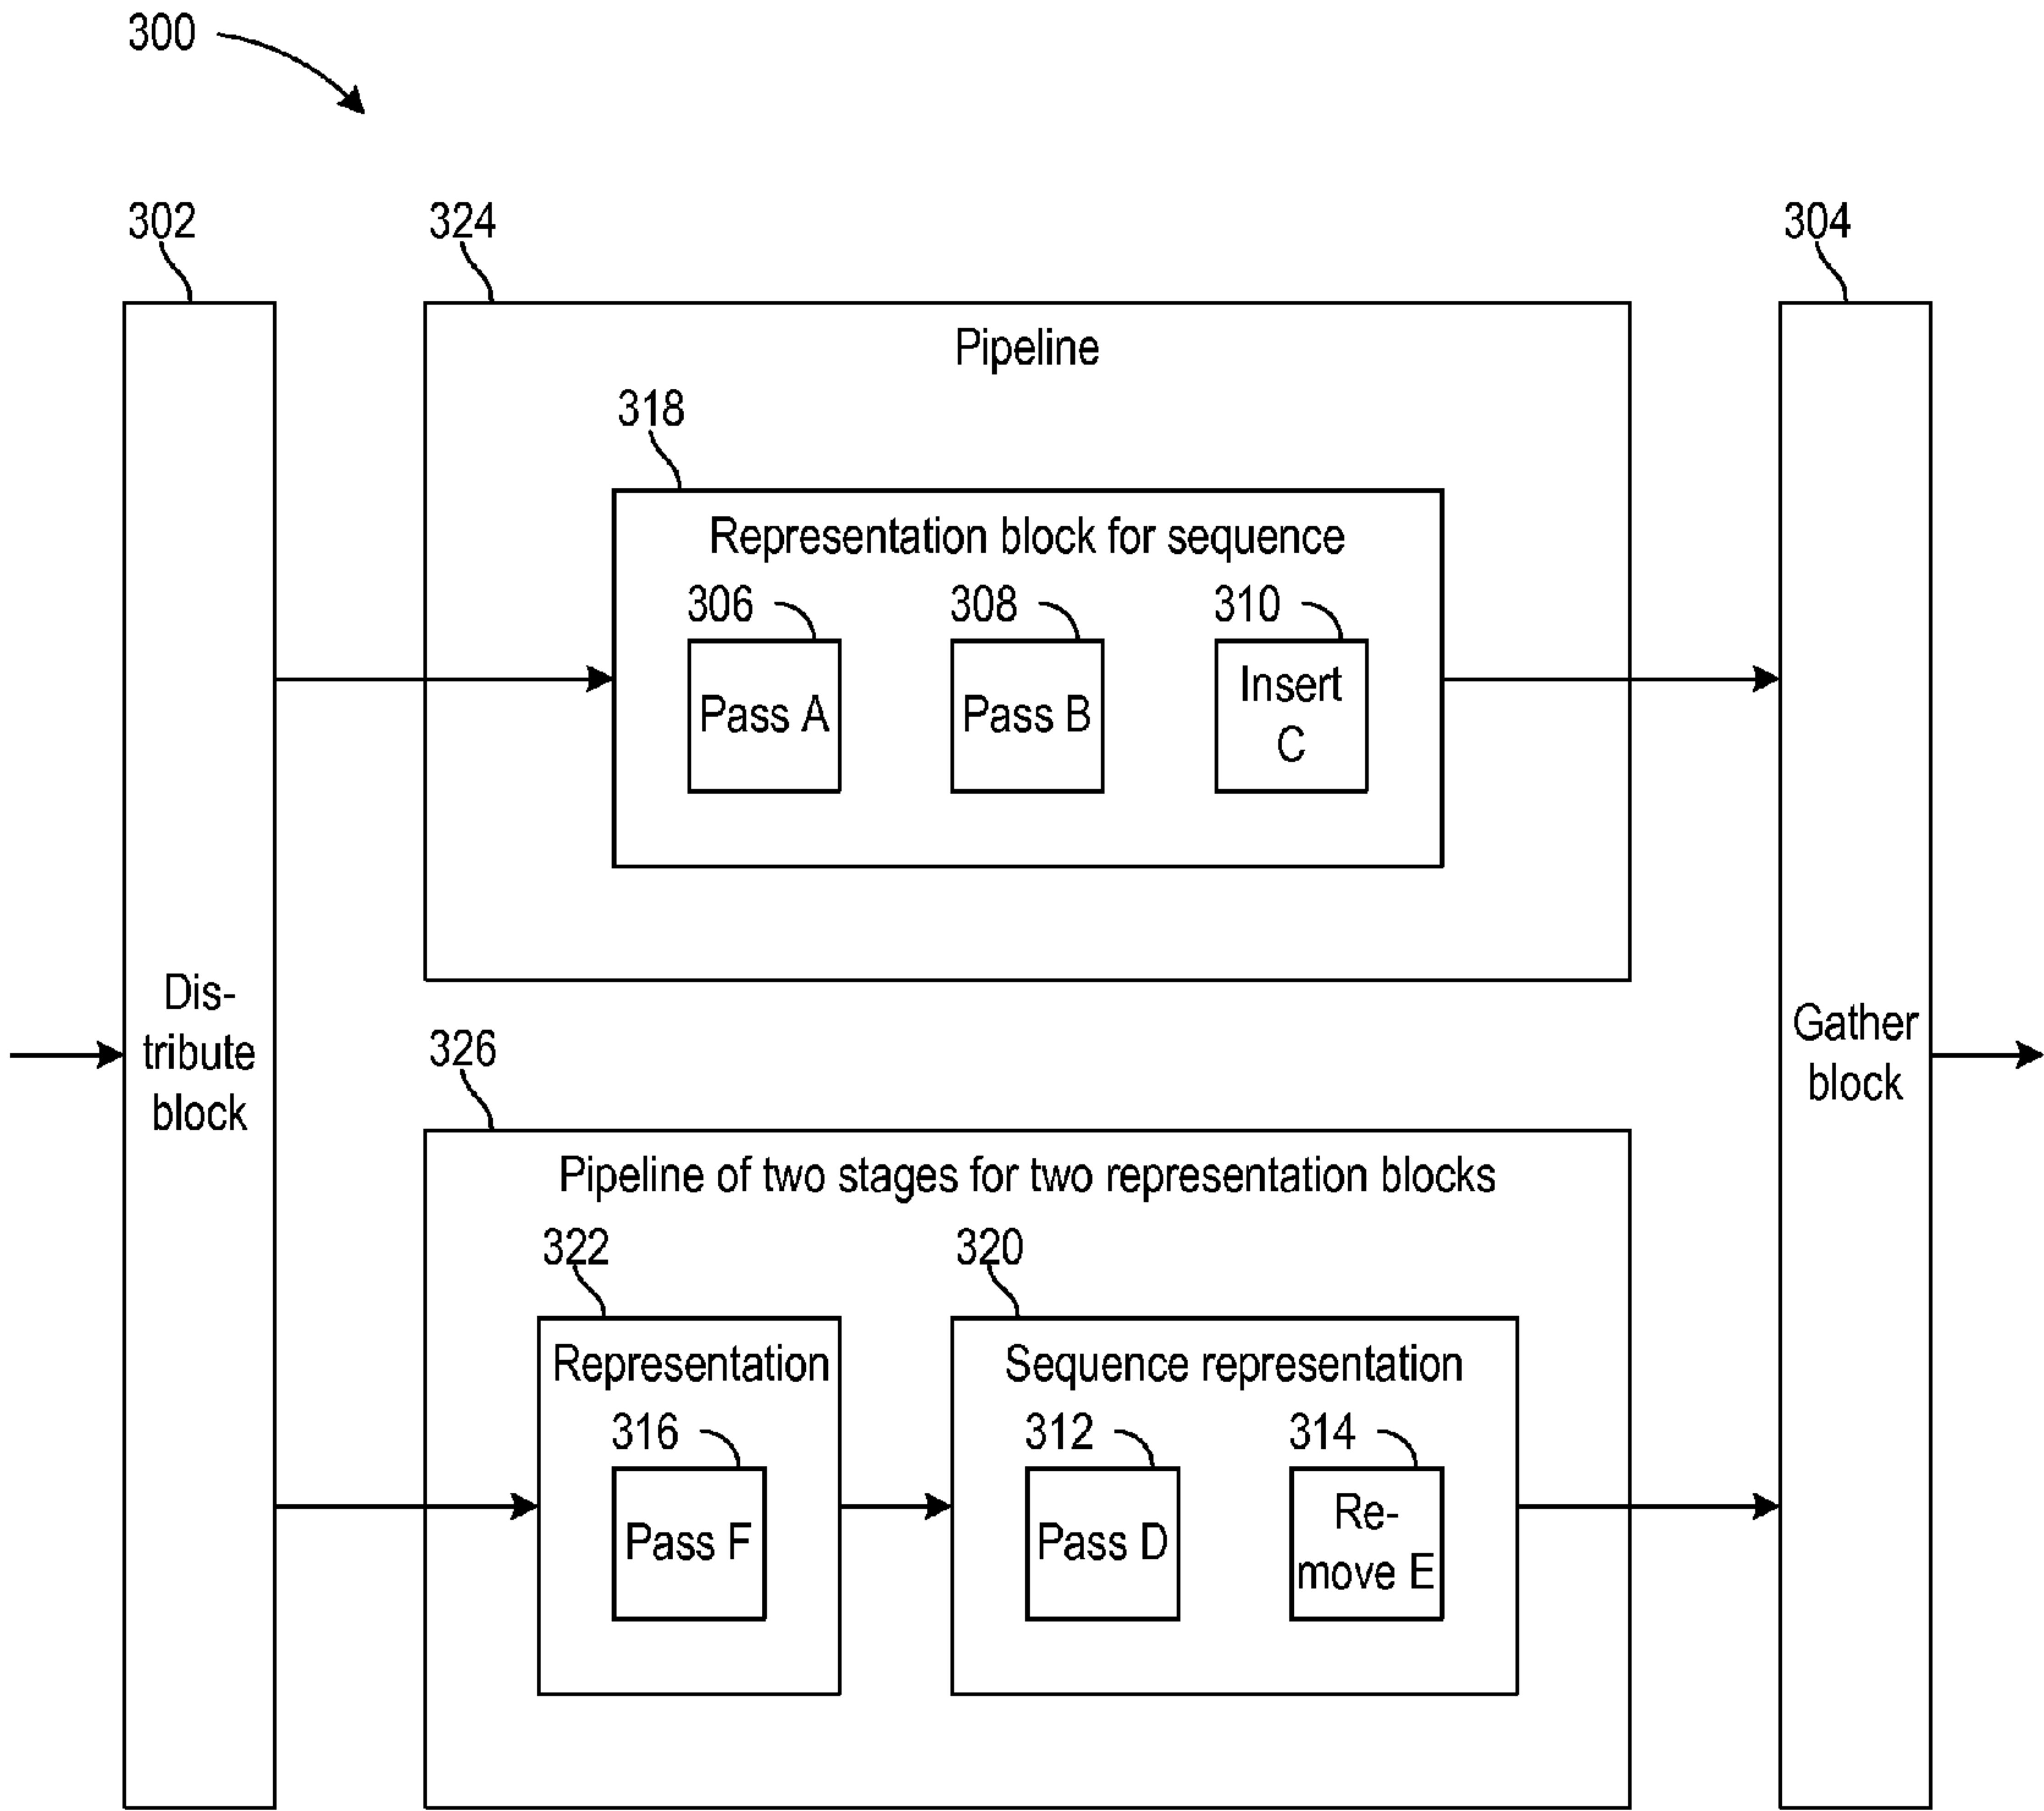 300
302
324
304
Pipeline
318
Representation block for sequence
306
308
310
Pass A
Pass B
Insert
C
Dis-
tribute
block
Gather
block
326
Pipeline of two stages for two representation blocks
322
320
Representation
Sequence representation
316
312
314
Pass F
Pass D
Re-
move E